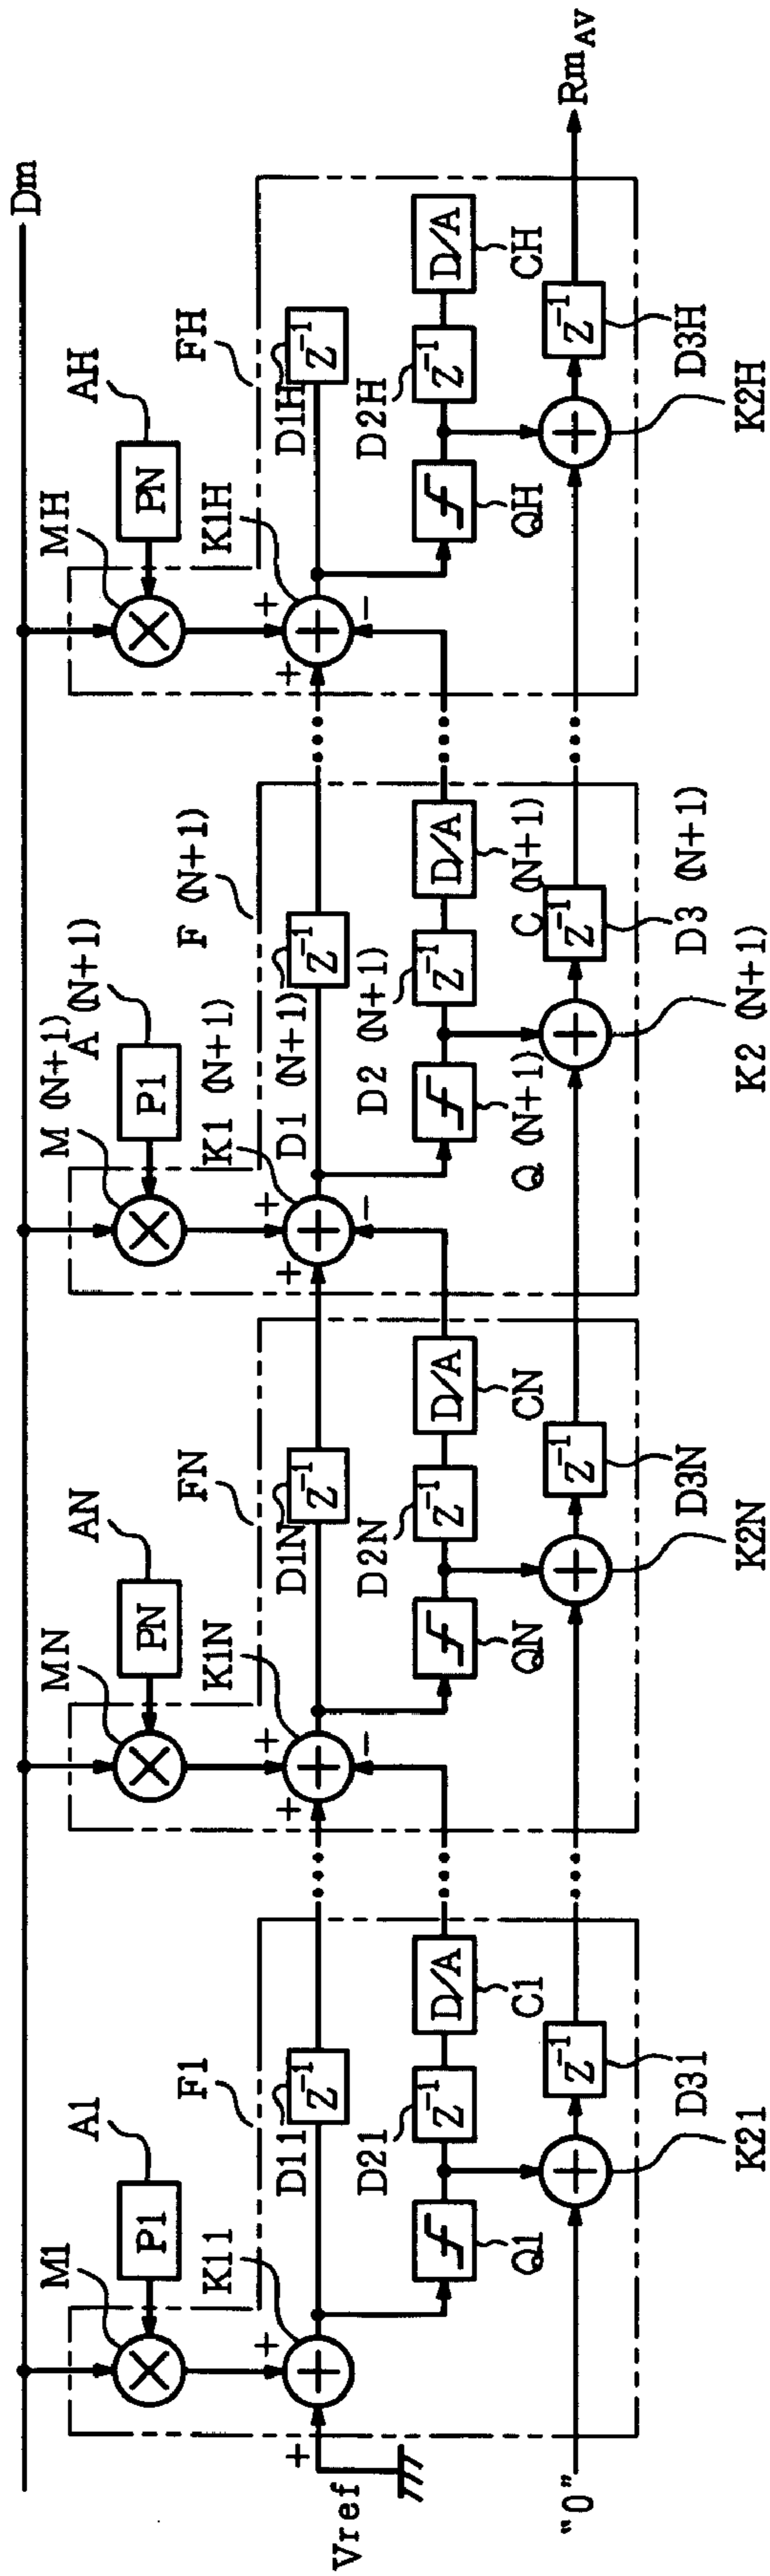 Dm
M1
A1
P1
K11
F1
D11
Z⁻¹
D21
Z⁻¹
D/A
C1
Q1
Z⁻¹
D31
K21
Vref
"0"
+
+
MN
AN
PN
K1N
FN
D1N
Z⁻¹
D2N
Z⁻¹
D/A
CN
QN
Z⁻¹
D3N
K2N
+
+
-
M (N+1)
A (N+1)
P1
K1 (N+1)
F (N+1)
D1 (N+1)
Z⁻¹
D2 (N+1)
Z⁻¹
D/A
C (N+1)
Q (N+1)
Z⁻¹
D3 (N+1)
K2 (N+1)
+
+
-
MH
AH
PN
K1H
FH
D1H
Z⁻¹
D2H
Z⁻¹
D/A
CH
QH
Z⁻¹
D3H
K2H
+
+
-
Rm_AV